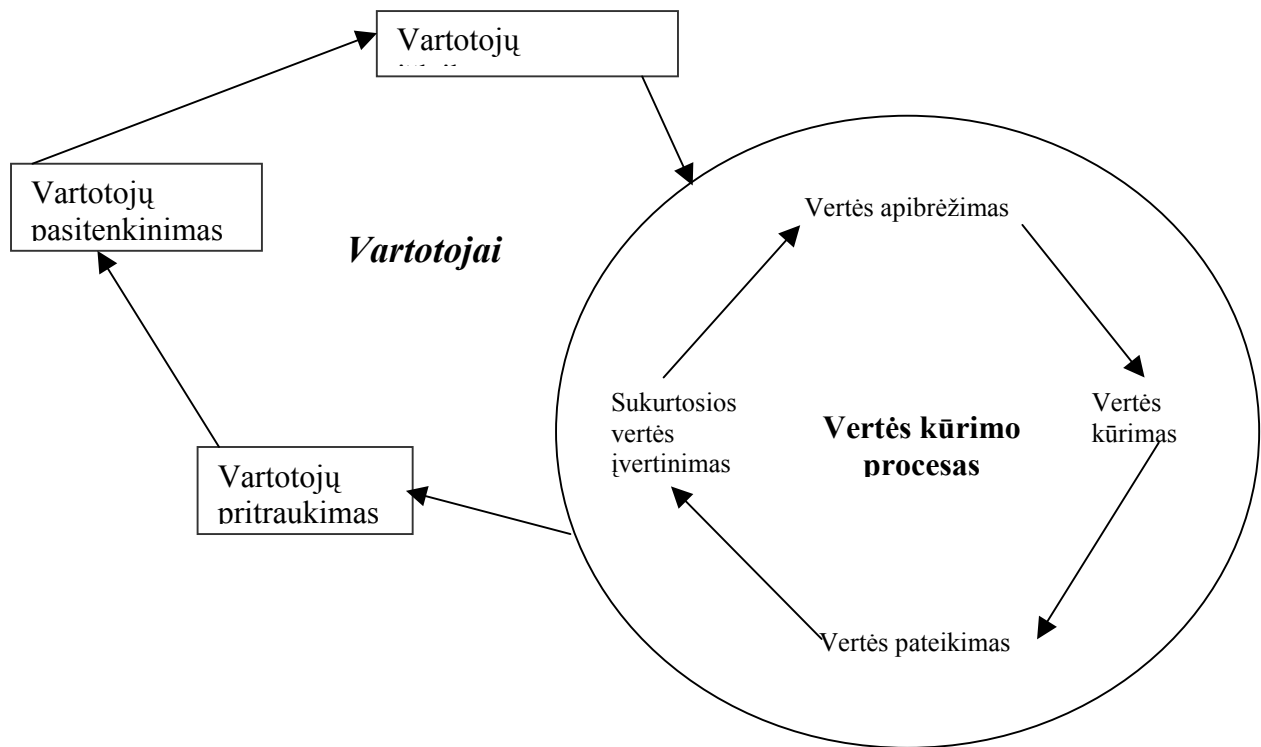 Vartotojų
Vartotojų
pasitenkinimas
Vartotojai
Vartotojų
pritraukimas
Vertės apibrėžimas
Vertės
kūrimas
Vertės pateikimas
Sukurtosios
vertės
įvertinimas
Vertės kūrimo
procesas